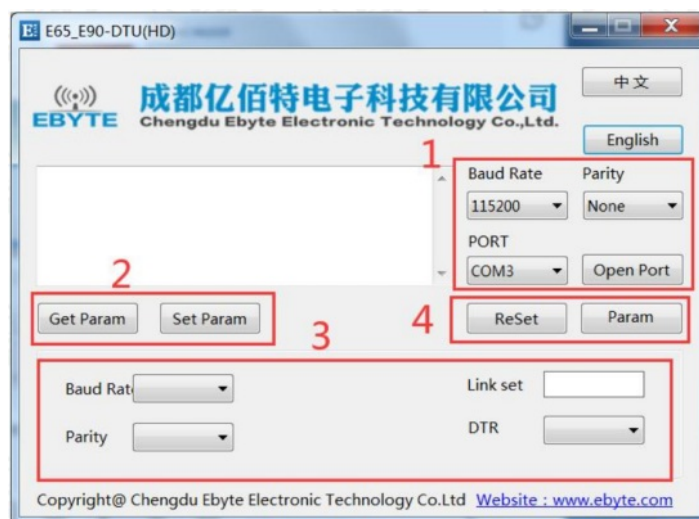 E65_E90-DTU(HD)
EBYTE
成都亿佰特电子科技有限公司
Chengdu Ebyte Electronic Technology Co.,Ltd.
中文
English
1
Baud Rate Parity
115200 None
PORT
COM3 Open Port
2
Get Param Set Param
4
ReSet Param
3
Baud Rat
Link set
Parity
DTR
Copyright@ Chengdu Ebyte Electronic Technology Co.Ltd Website : www.ebyte.com